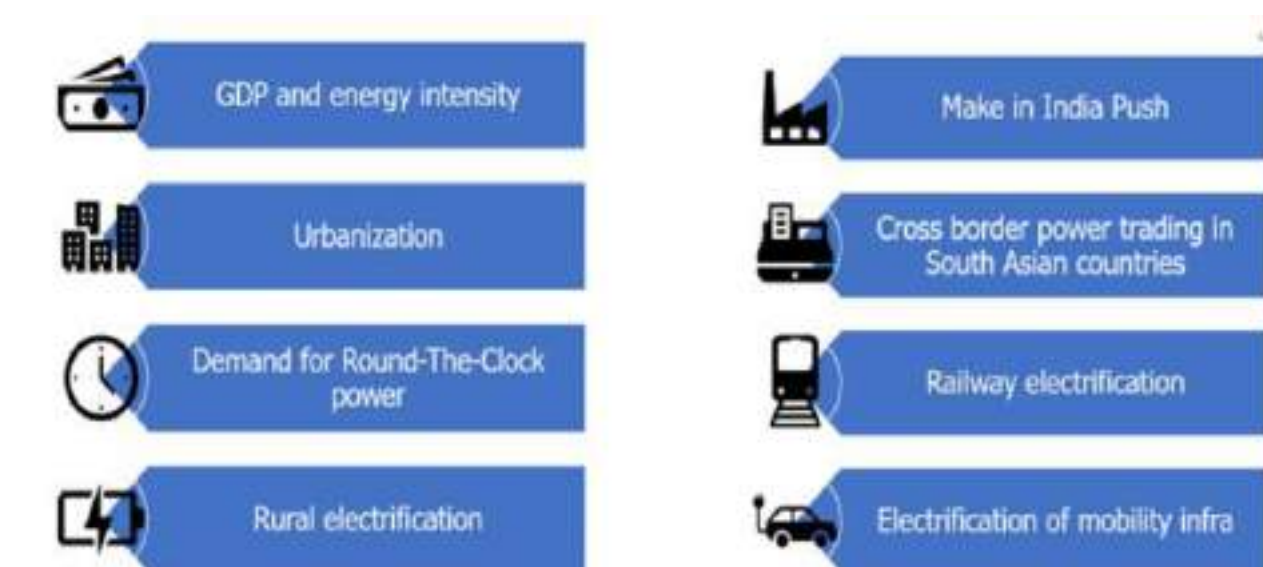 GDP and energy intensity
Urbanization
Demand for Round-The-Clock
power
Rural electrification
Make in India Push
Cross border power trading in
South Asian countries
Railway electrification
Electrification of mobility infra